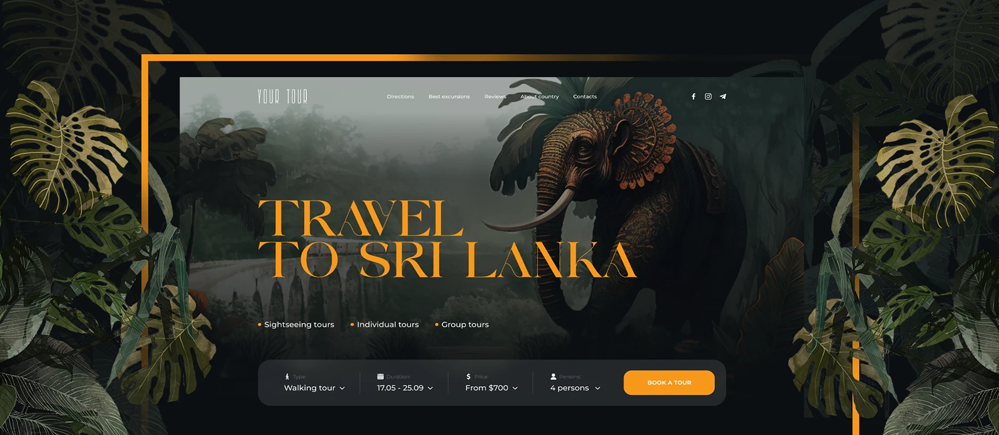 YOUR TOUR
Directions Best excursions Reviews About country Contacts
TRAVEL
TO SRI LANKA
Sightseeing tours Individual tours Group tours
Type: Duration: Price: Persons:
Walking tour 17.05 - 25.09 From $700 4 persons
BOOK A TOUR